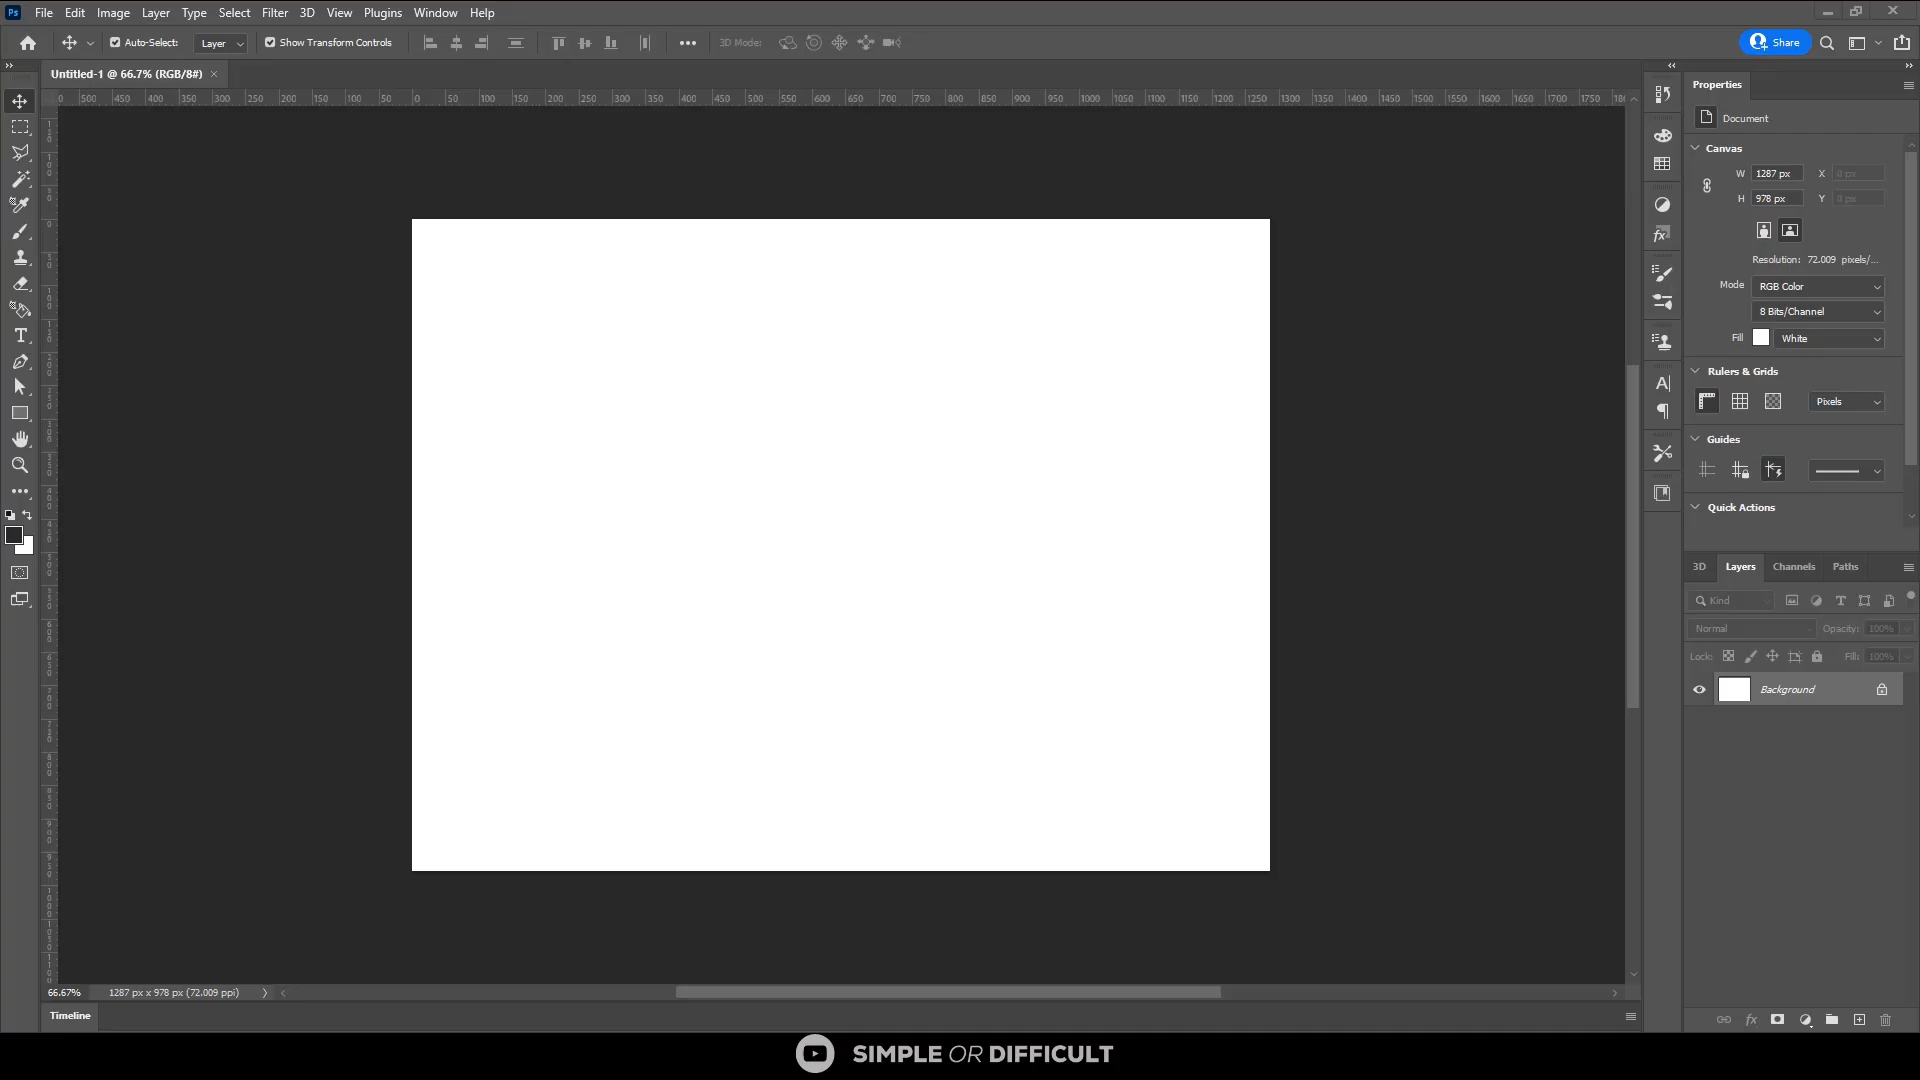 Ps File Edit Image Layer Type Select Filter 3D View Plugins Window Help
Auto-Select: Layer Show Transform Controls 3D Mode: Share
Untitled-1 @ 66.7% (RGB/8#)
0 500 450 400 350 300 250 200 150 100 50 0 50 100 150 200 250 300 350 400 450 500 550 600 650 700 750 800 850 900 950 1000 1050 1100 1150 1200 1250 1300 1350 1400 1450 1500 1550 1600 1650 1700 1750
Properties
Document
Canvas
W 1287 px X 0 px
H 978 px Y 0 px
Resolution: 72.009 pixels/...
Mode RGB Color
8 Bits/Channel
Fill White
Rulers & Grids
Pixels
Guides
Quick Actions
3D Layers Channels Paths
Kind
Normal Opacity: 100%
Lock: Fill: 100%
Background
66.67% 1287 px x 978 px (72.009 ppi)
Timeline
SIMPLE OR DIFFICULT